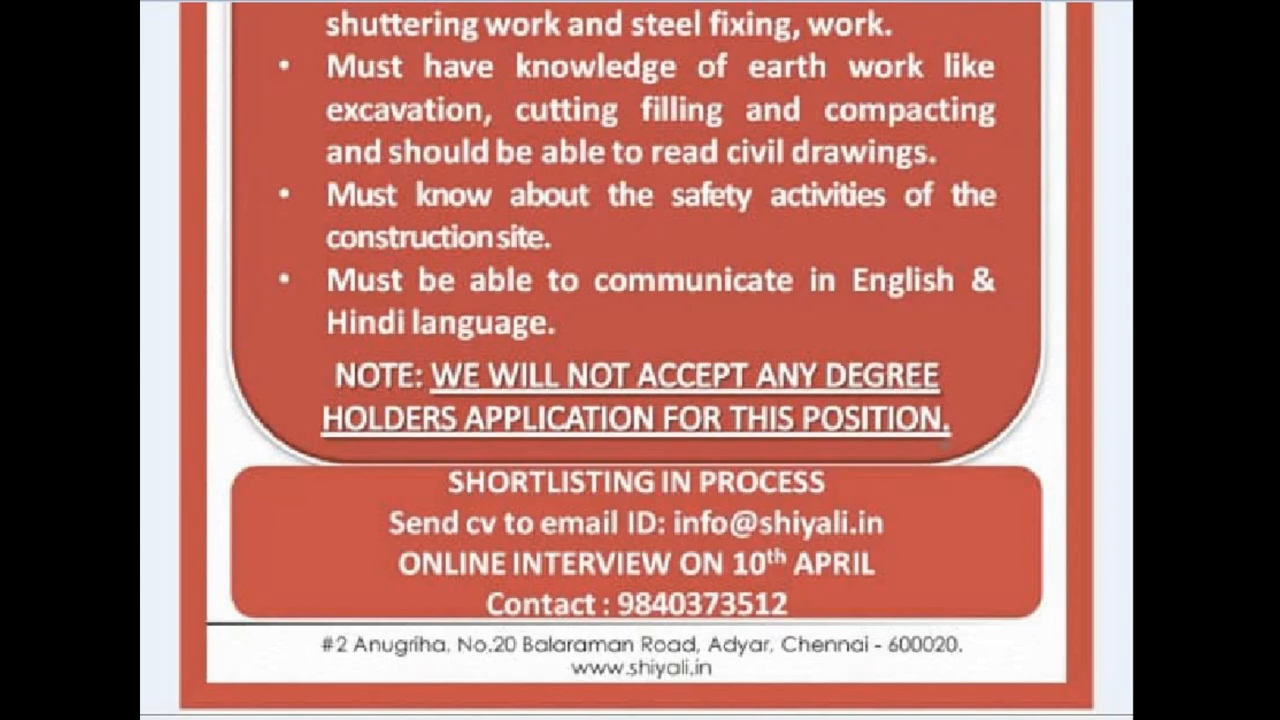 shuttering work and steel fixing, work.
• Must have knowledge of earth work like
excavation, cutting filling and compacting
and should be able to read civil drawings.
• Must know about the safety activities of the
construction site.
• Must be able to communicate in English &
Hindi language.
NOTE: WE WILL NOT ACCEPT ANY DEGREE
HOLDERS APPLICATION FOR THIS POSITION.
SHORTLISTING IN PROCESS
Send cv to email ID: info@shiyali.in
ONLINE INTERVIEW ON 10th APRIL
Contact : 9840373512
#2 Anugriha, No.20 Balaraman Road, Adyar, Chennai - 600020.
www.shiyali.in